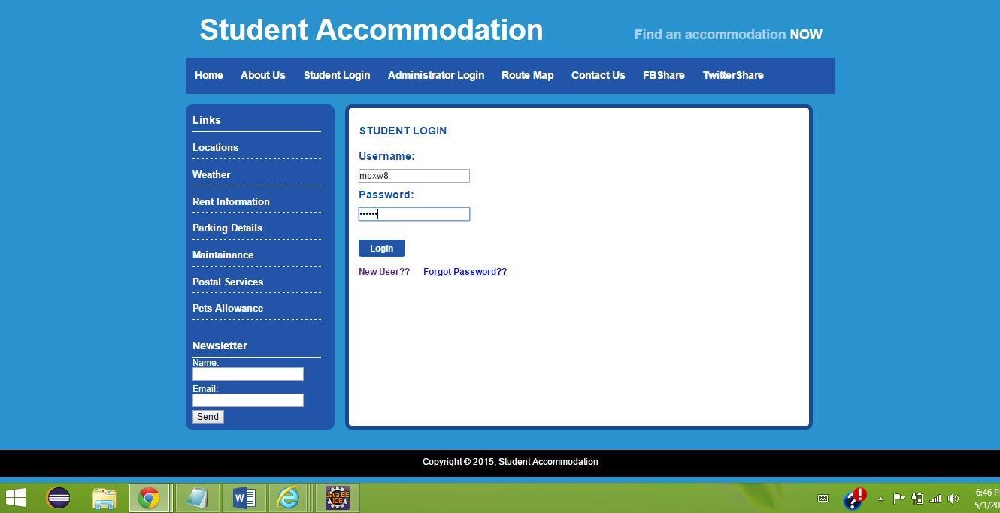 Student Accommodation
Find an accommodation NOW
Home About Us Student Login Administrator Login Route Map Contact Us FBShare TwitterShare
Links
Locations
Weather
Rent Information
Parking Details
Maintainance
Postal Services
Pets Allowance
Newsletter
Name:
Email:
Send
STUDENT LOGIN
Username:
mbxw8
Password:
••••••
Login
New User?? Forgot Password??
Copyright © 2015, Student Accommodation
W
Java EE
IDE
?!
6:46 P
5/1/20